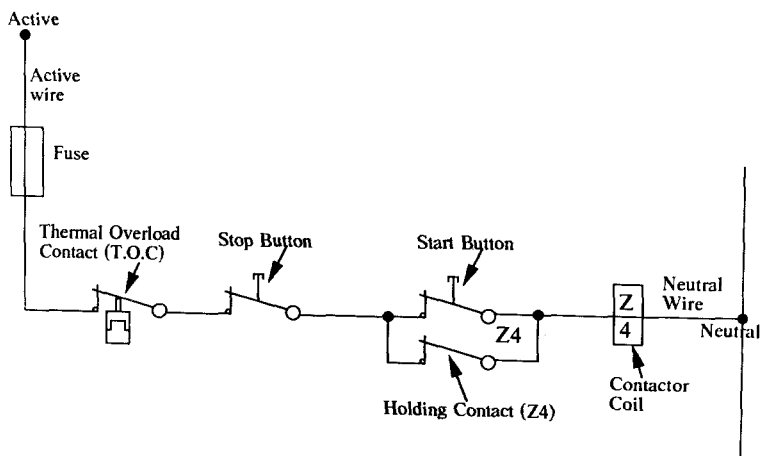 Active
Active
wire
Fuse
Thermal Overload
Contact (T.O.C)
Stop Button
Start Button
Z4
Holding Contact (Z4)
Z
4
Contactor
Coil
Neutral
Wire
Neutral